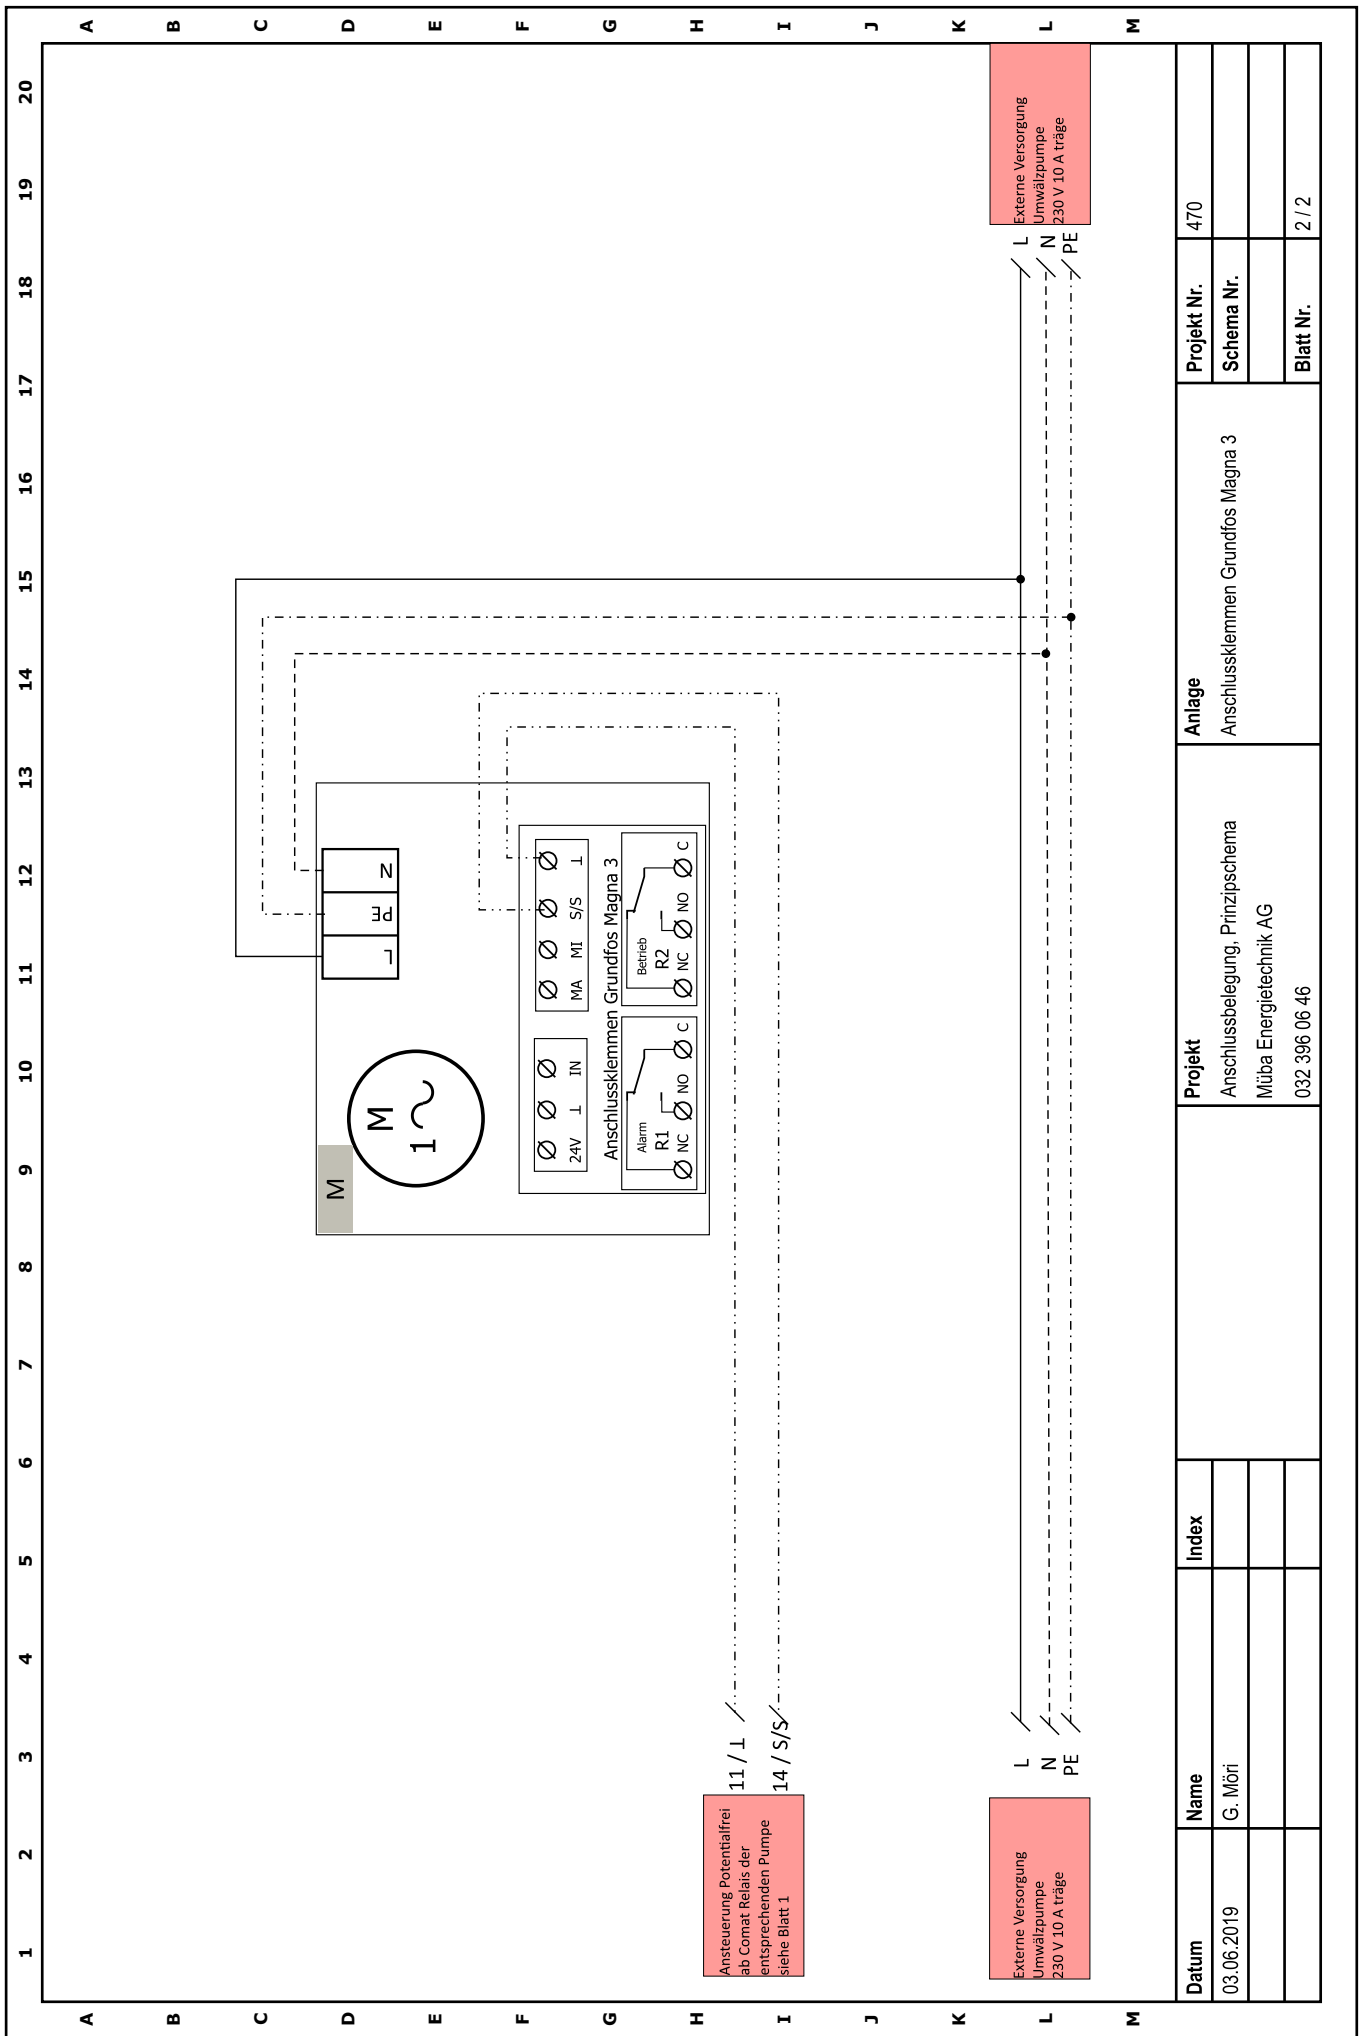 1 2 3 4 5 6 7 8 9 10 11 12 13 14 15 16 17 18 19 20
A A
B B
C C
D D
E E
F F
G G
H H
I I
J J
K K
L L
M M
M
M
1
L PE N
24V ⊥ IN
MA MI S/S ⊥
Anschlussklemmen Grundfos Magna 3
Alarm
R1
NC NO C
Betrieb
R2
NC NO C
Ansteuerung Potentialfrei
ab Comat Relais der
entsprechenden Pumpe
siehe Blatt 1
11 / ⊥
14 / S/S
Externe Versorgung
Umwälzpumpe
230 V 10 A träge
L
N
PE
L
N
PE
Externe Versorgung
Umwälzpumpe
230 V 10 A träge
Datum Name Index Projekt Anlage Projekt Nr. 470
03.06.2019 G. Möri Anschlussbelegung, Prinzipschema Anschlussklemmen Grundfos Magna 3 Schema Nr.
Müba Energietechnik AG
032 396 06 46 Blatt Nr. 2 / 2